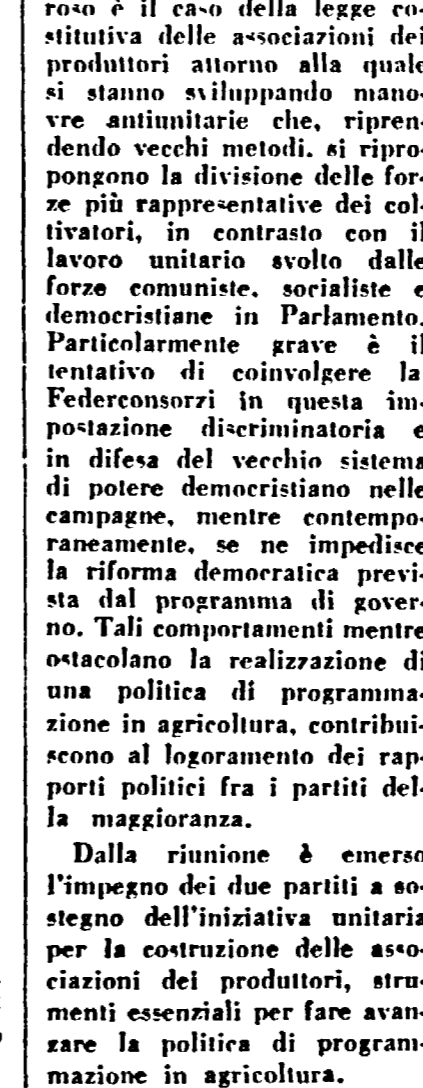 roso è il caso della legge co-
stitutiva delle associazioni dei
produttori attorno alla quale
si stanno sviluppando mano-
vre antiunitarie che, ripren-
dendo vecchi metodi, si ripro-
pongono la divisione delle for-
ze più rappresentative dei col-
tivatori, in contrasto con il
lavoro unitario svolto dalle
forze comuniste, socialiste e
democristiane in Parlamento.
Particolarmente grave è il
tentativo di coinvolgere la
Federconsorzi in questa im-
postazione discriminatoria e
in difesa del vecchio sistema
di potere democristiano nelle
campagne, mentre contempo-
raneamente, se ne impedisce
la riforma democratica previ-
sta dal programma di gover-
no. Tali comportamenti mentre
ostacolano la realizzazione di
una politica di programma-
zione in agricoltura, contribui-
scono al logoramento dei rap-
porti politici fra i partiti del-
la maggioranza.
Dalla riunione è emerso
l'impegno dei due partiti a so-
stegno dell'iniziativa unitaria
per la costruzione delle asso-
ciazioni dei produttori, stru-
menti essenziali per fare avan-
zare la politica di program-
mazione in agricoltura.